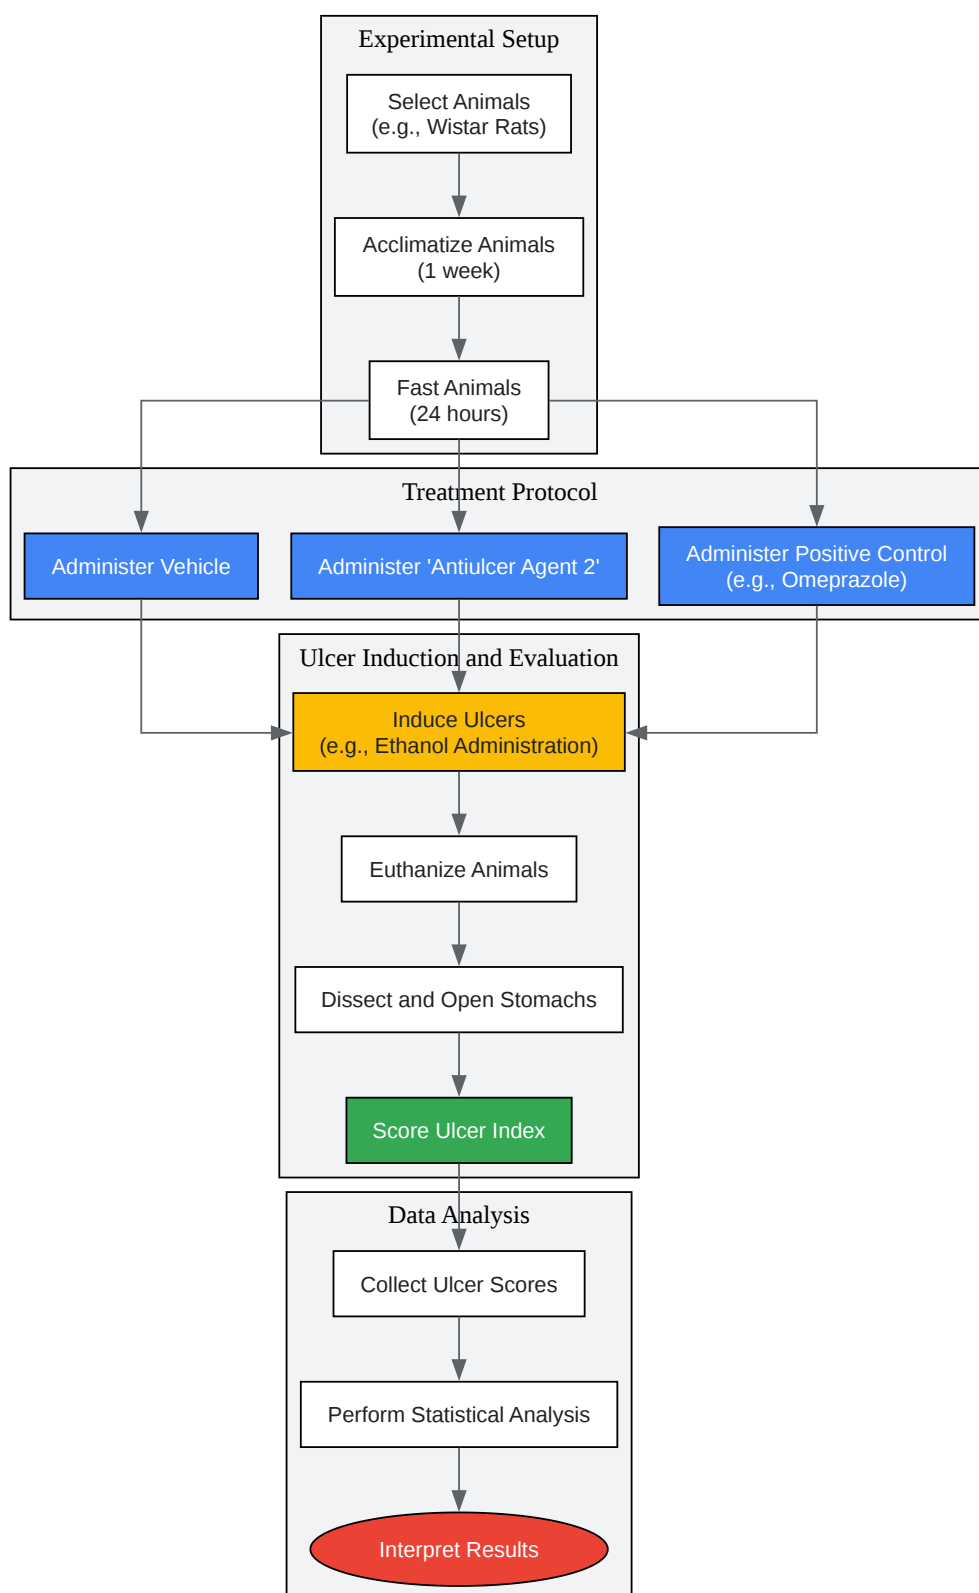 Experimental Setup
Select Animals
(e.g., Wistar Rats)
Acclimatize Animals
(1 week)
Fast Animals
(24 hours)
Treatment Protocol
Administer Vehicle
Administer 'Antiulcer Agent 2'
Administer Positive Control
(e.g., Omeprazole)
Ulcer Induction and Evaluation
Induce Ulcers
(e.g., Ethanol Administration)
Euthanize Animals
Dissect and Open Stomachs
Score Ulcer Index
Data Analysis
Collect Ulcer Scores
Perform Statistical Analysis
Interpret Results